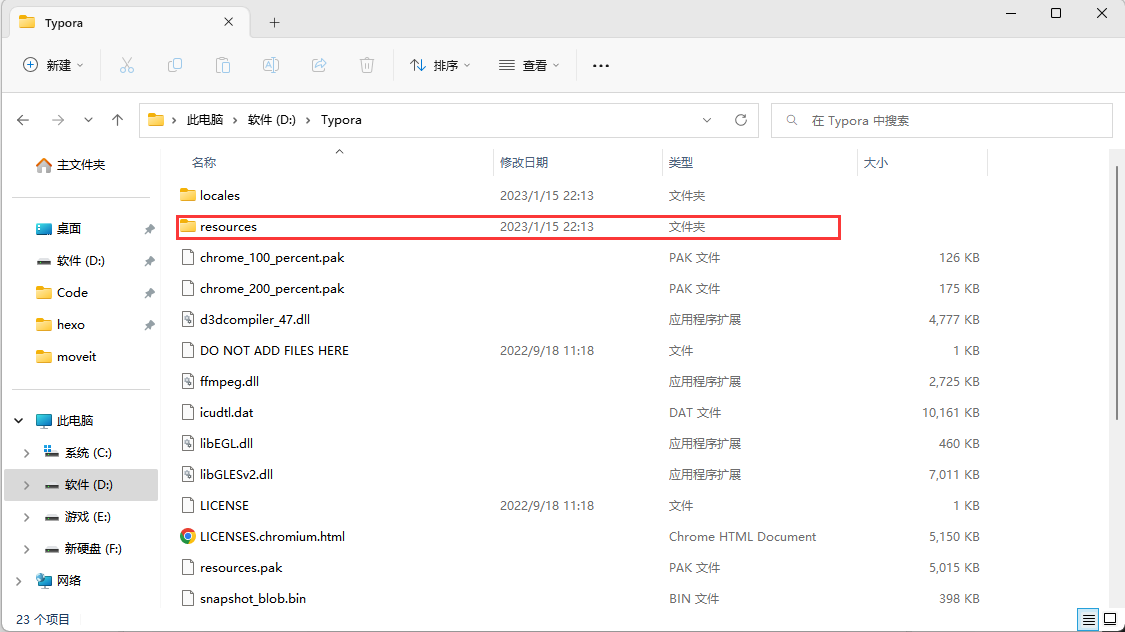 Typora
新建
排序
查看
此电脑 > 软件 (D:) > Typora
在 Typora 中搜索
主文件夹
桌面
软件 (D:)
Code
hexo
moveit
此电脑
系统 (C:)
软件 (D:)
游戏 (E:)
新硬盘 (F:)
网络
名称 修改日期 类型 大小
locales 2023/1/15 22:13 文件夹
resources 2023/1/15 22:13 文件夹
chrome_100_percent.pak PAK 文件 126 KB
chrome_200_percent.pak PAK 文件 175 KB
d3dcompiler_47.dll 应用程序扩展 4,777 KB
DO NOT ADD FILES HERE 2022/9/18 11:18 文件 1 KB
ffmpeg.dll 应用程序扩展 2,725 KB
icudtl.dat DAT 文件 10,161 KB
libEGL.dll 应用程序扩展 460 KB
libGLESv2.dll 应用程序扩展 7,011 KB
LICENSE 2022/9/18 11:18 文件 1 KB
LICENSES.chromium.html Chrome HTML Document 5,150 KB
resources.pak PAK 文件 5,015 KB
snapshot_blob.bin BIN 文件 398 KB
23 个项目